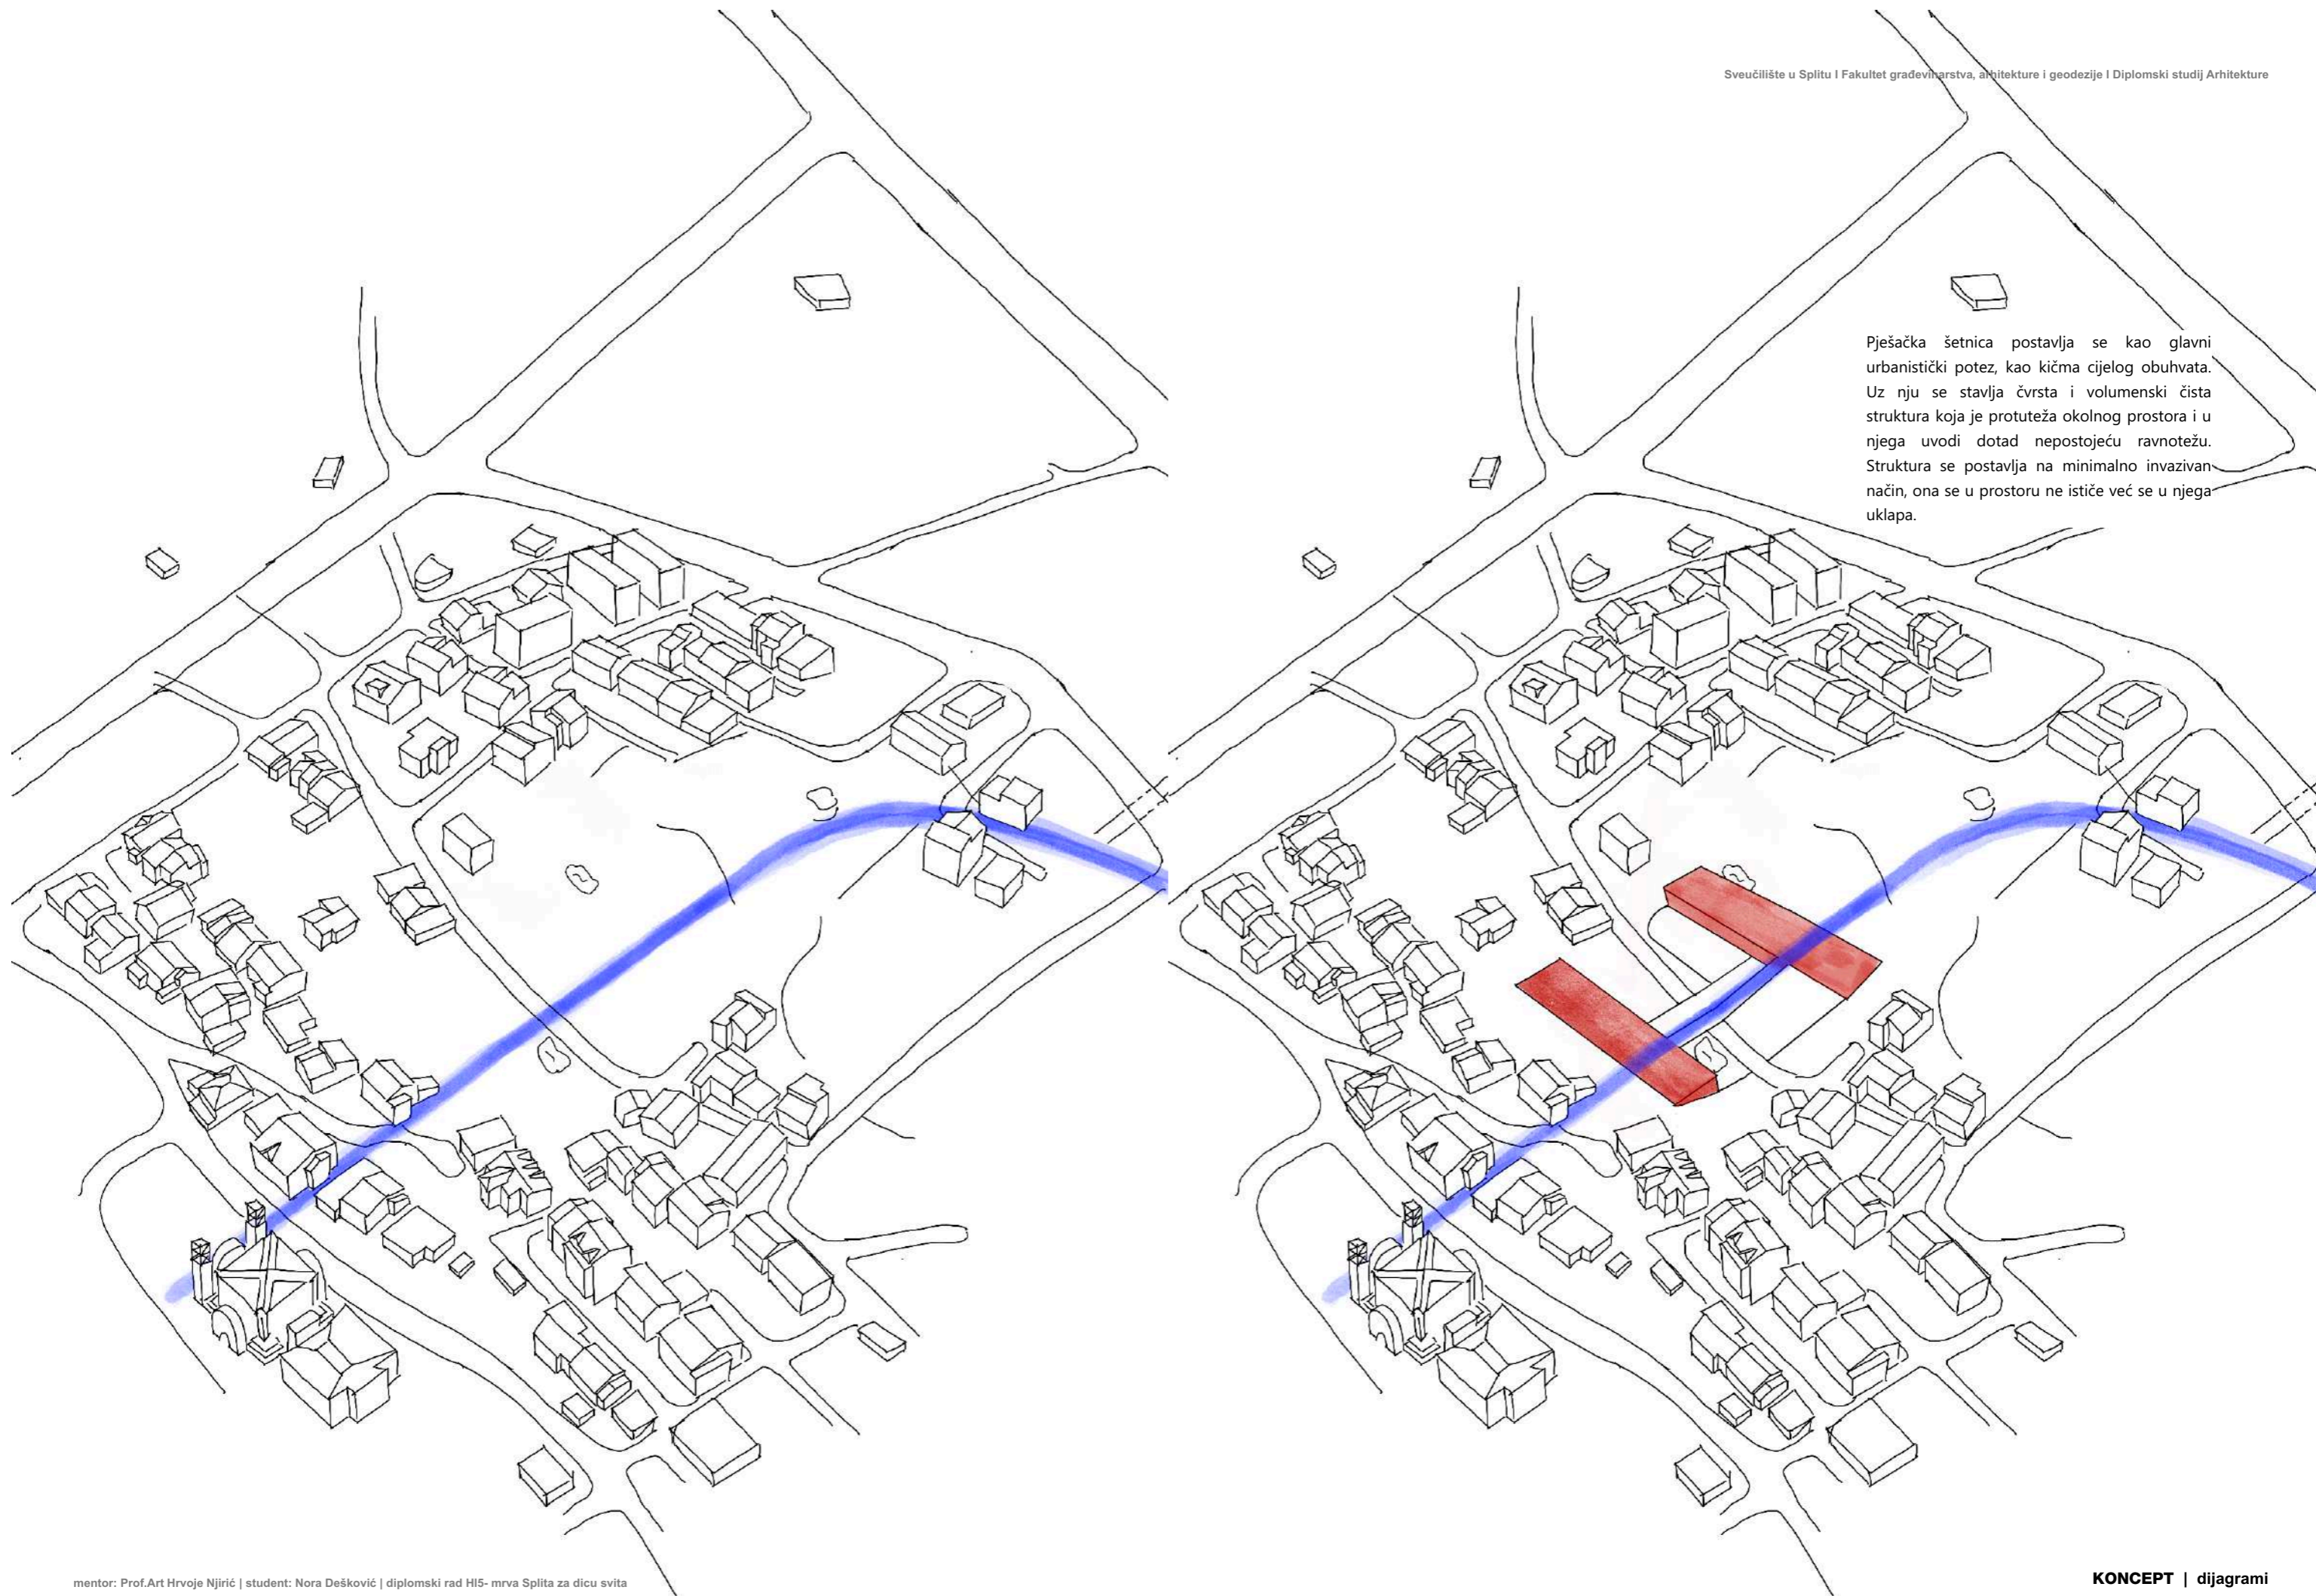 Sveučilište u Splitu I Fakultet građevinarstva, arhitekture i geodezije I Diplomski studij Arhitekture
Pješačka šetnica postavlja se kao glavni
urbanistički potez, kao kičma cijelog obuhvata.
Uz nju se stavlja čvrsta i volumenski čista
struktura koja je protuteža okolnog prostora i u
njega uvodi dotad nepostojeću ravnotežu.
Struktura se postavlja na minimalno invazivan
način, ona se u prostoru ne ističe već se u njega
uklapa.
mentor: Prof.Art Hrvoje Njirić | student: Nora Dešković | diplomski rad HI5- mrva Splita za dicu svita
KONCEPT | dijagrami